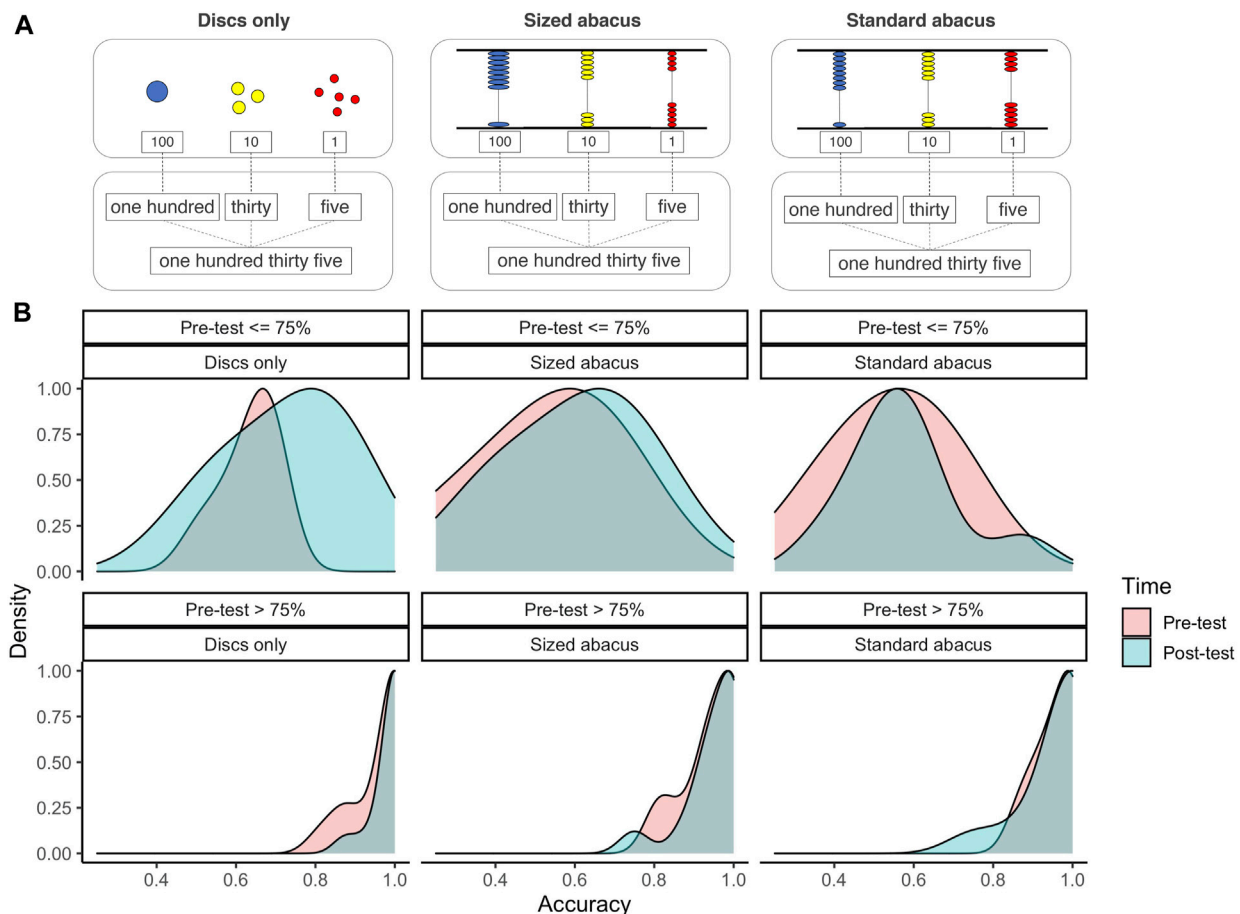 A
Discs only
Sized abacus
Standard abacus
100 10 1
100 10 1
100 10 1
one hundred thirty five
one hundred thirty five
one hundred thirty five
one hundred thirty five
one hundred thirty five
one hundred thirty five
B
Pre-test <= 75%
Pre-test <= 75%
Pre-test <= 75%
Discs only
Sized abacus
Standard abacus
1.00
0.75
0.50
0.25
0.00
Pre-test > 75%
Pre-test > 75%
Pre-test > 75%
Discs only
Sized abacus
Standard abacus
1.00
0.75
0.50
0.25
0.00
0.4 0.6 0.8 1.0
0.4 0.6 0.8 1.0
0.4 0.6 0.8 1.0
Density
Accuracy
Time
Pre-test
Post-test